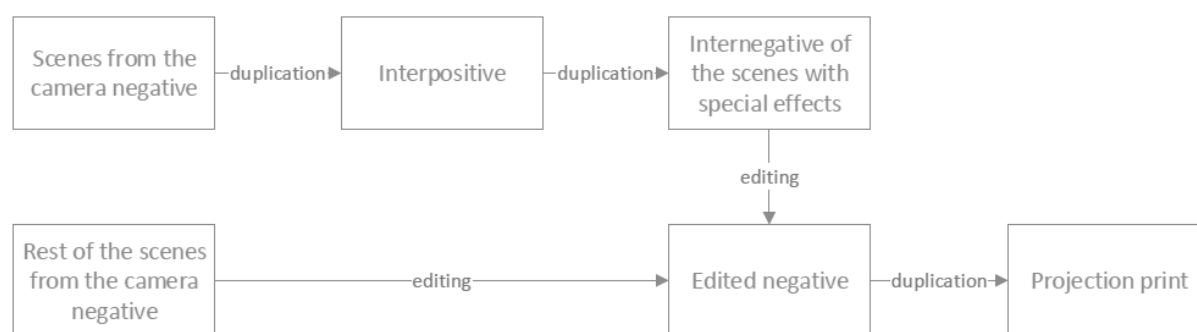 Scenes from the
camera negative
duplication
Interpositive
duplication
Internegative of
the scenes with
special effects
editing
Rest of the scenes
from the camera
negative
editing
Edited negative
duplication
Projection print